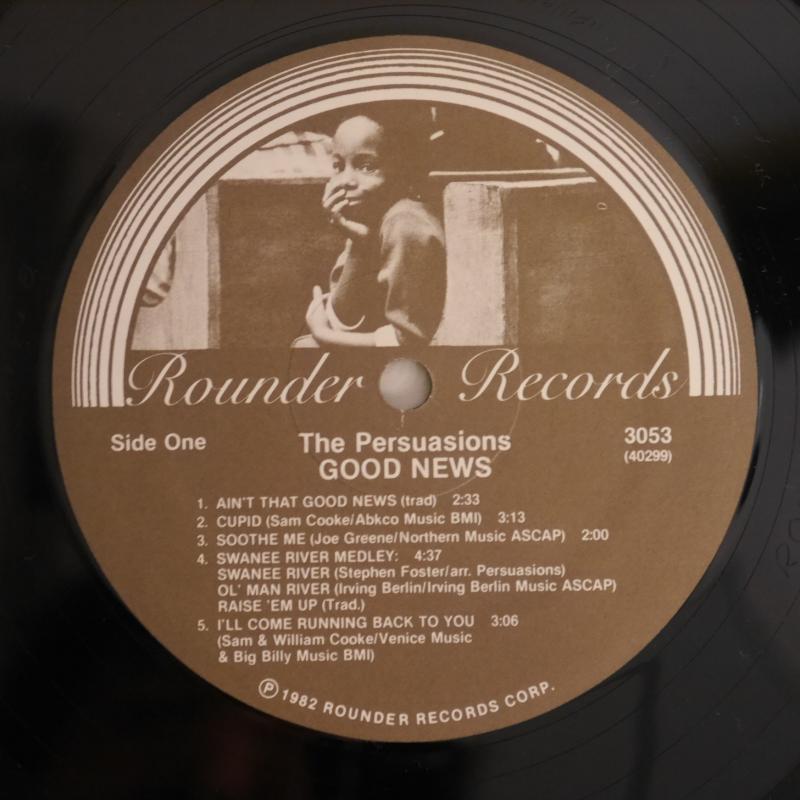 Rounder Records
Side One
The Persuasions
GOOD NEWS
3053
(40299)
1. AIN'T THAT GOOD NEWS (trad) 2:33
2. CUPID (Sam Cooke/Abkco Music BMI) 3:13
3. SOOTHE ME (Joe Greene/Northern Music ASCAP) 2:00
4. SWANEE RIVER MEDLEY: 4:37
SWANEE RIVER (Stephen Foster/arr. Persuasions)
OL' MAN RIVER (Irving Berlin/Irving Berlin Music ASCAP)
RAISE 'EM UP (Trad.)
5. I'LL COME RUNNING BACK TO YOU 3:06
(Sam & William Cooke/Venice Music
& Big Billy Music BMI)
Ⓟ 1982 ROUNDER RECORDS CORP.